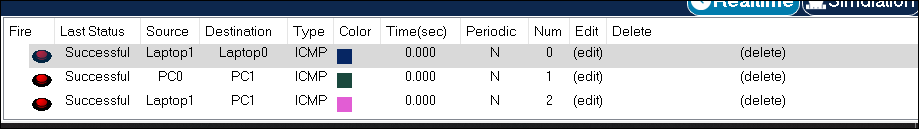 Realtime Simulation
Fire Last Status Source Destination Type Color Time(sec) Periodic Num Edit Delete
Successful Laptop1 Laptop0 ICMP 0.000 N 0 (edit) (delete)
Successful PC0 PC1 ICMP 0.000 N 1 (edit) (delete)
Successful Laptop1 PC1 ICMP 0.000 N 2 (edit) (delete)